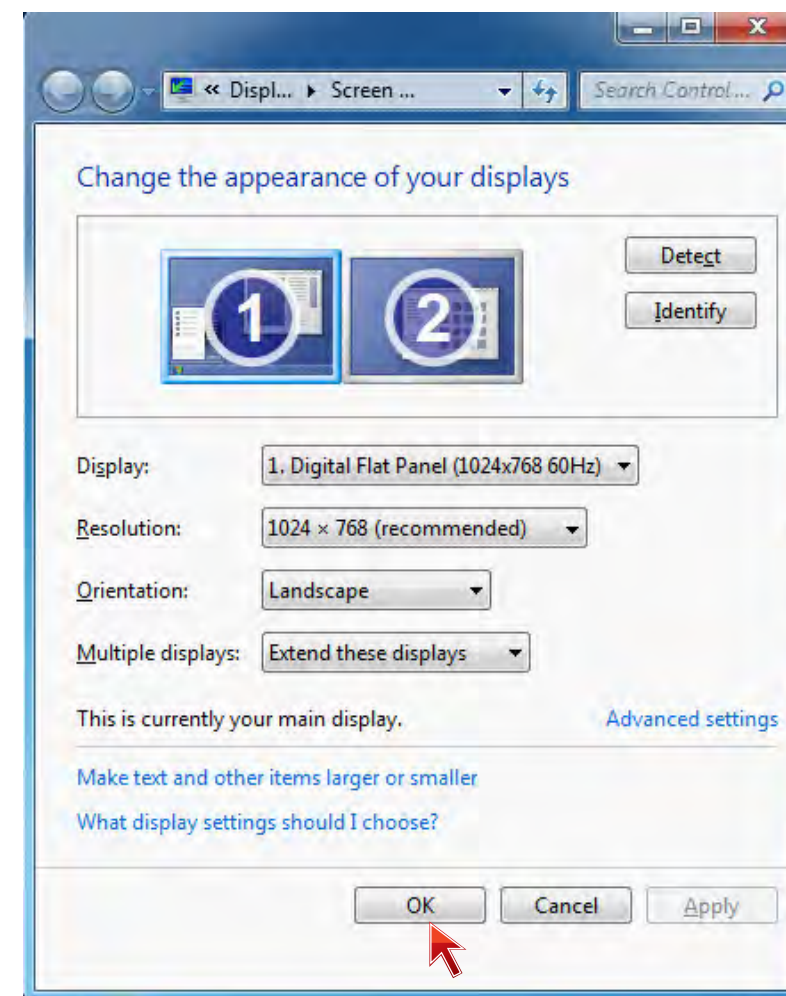 « Displ... ▸ Screen ...
Search Control ...
Change the appearance of your displays
1
2
Detect
Identify
Display:
1. Digital Flat Panel (1024x768 60Hz)
Resolution:
1024 × 768 (recommended)
Orientation:
Landscape
Multiple displays:
Extend these displays
This is currently your main display.
Advanced settings
Make text and other items larger or smaller
What display settings should I choose?
OK
Cancel
Apply